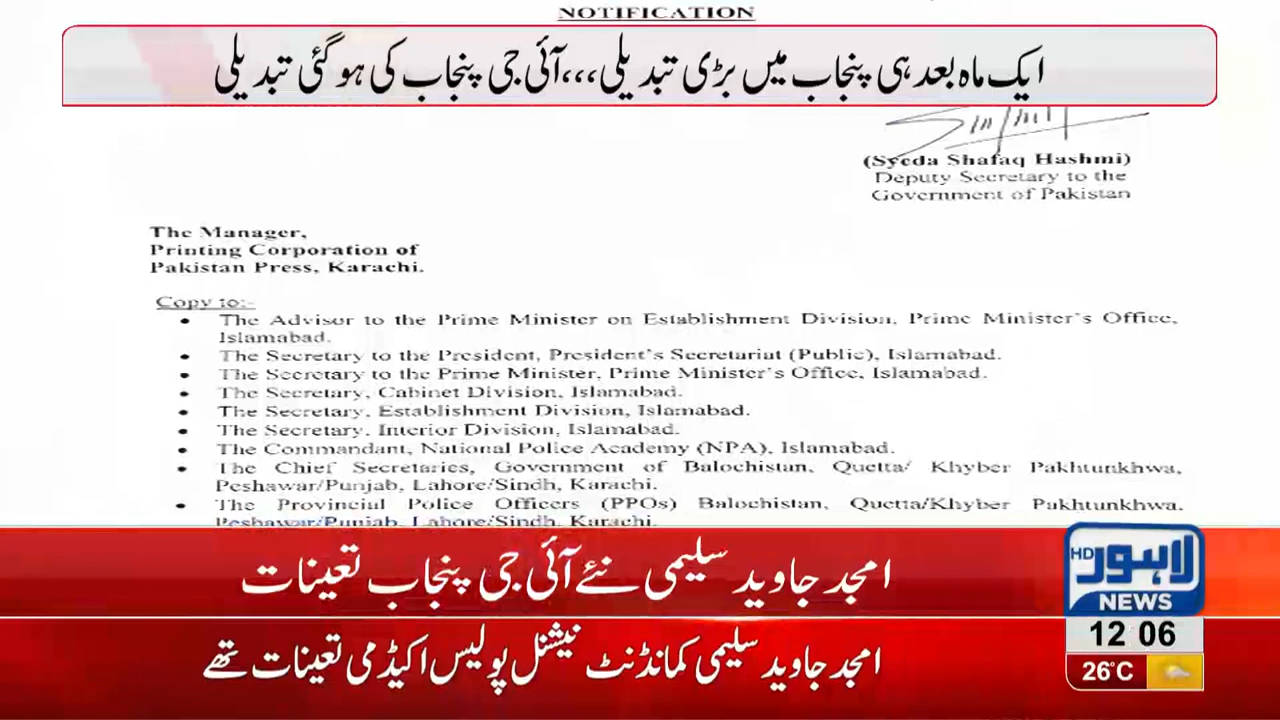 NOTIFICATION
ایک ماہ بعد ہی پنجاب میں بڑی تبدیلی،،،آئی جی پنجاب کی ہوگئی تبدیلی
(Syeda Shafaq Hashmi)
Deputy Secretary to the
Government of Pakistan
The Manager,
Printing Corporation of
Pakistan Press, Karachi.
Copy to:-
• The Advisor to the Prime Minister on Establishment Division, Prime Minister's Office,
Islamabad.
• The Secretary to the President, President's Secretariat (Public), Islamabad.
• The Secretary to the Prime Minister, Prime Minister's Office, Islamabad.
• The Secretary, Cabinet Division, Islamabad.
• The Secretary, Establishment Division, Islamabad.
• The Secretary, Interior Division, Islamabad.
• The Commandant, National Police Academy (NPA), Islamabad.
• The Chief Secretaries, Government of Balochistan, Quetta/ Khyber Pakhtunkhwa,
Peshawar/Punjab, Lahore/Sindh, Karachi.
• The Provincial Police Officers (PPOs) Balochistan, Quetta/Khyber Pakhtunkhwa.
Peshawar/Punjab, Lahore/Sindh, Karachi.
امجد جاوید سلیمی نئے آئی جی پنجاب تعینات
امجد جاوید سلیمی کمانڈنٹ نیشنل پولیس اکیڈمی تعینات تھے
HD لاہور
NEWS
12 06
26°C